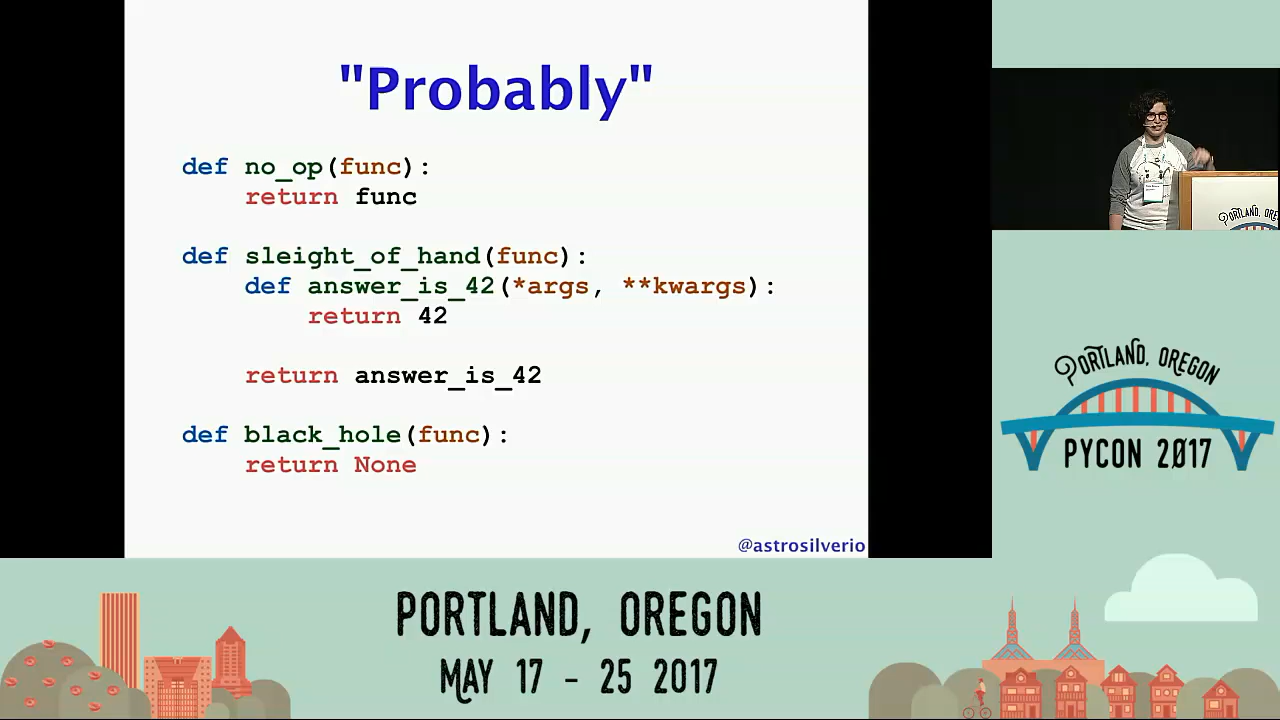 "Probably"
def no_op(func):
    return func
def sleight_of_hand(func):
    def answer_is_42(*args, **kwargs):
        return 42
    return answer_is_42
def black_hole(func):
    return None
@astrosilverio
PORTLAND, OREGON
PYCON 2017
PORTLAND, OREGON
MAY 17 - 25 2017